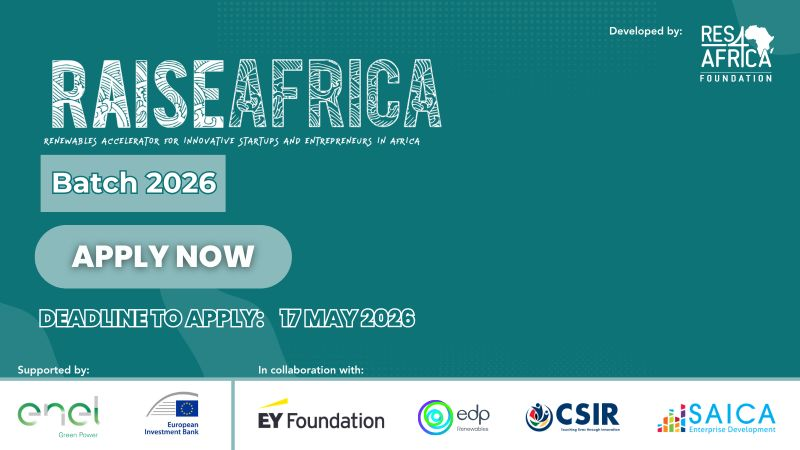 Developed by:
RES4
AFRICA
FOUNDATION
RAISEAFRICA
RENEWABLES ACCELERATOR FOR INNOVATIVE STARTUPS AND ENTREPRENEURS IN AFRICA
Batch 2026
APPLY NOW
DEADLINE TO APPLY: 17 MAY 2026
Supported by:
In collaboration with:
enel
Green Power
European
Investment Bank
EY Foundation
edp
Renewables
CSIR
Touching lives through innovation
SAICA
Enterprise Development